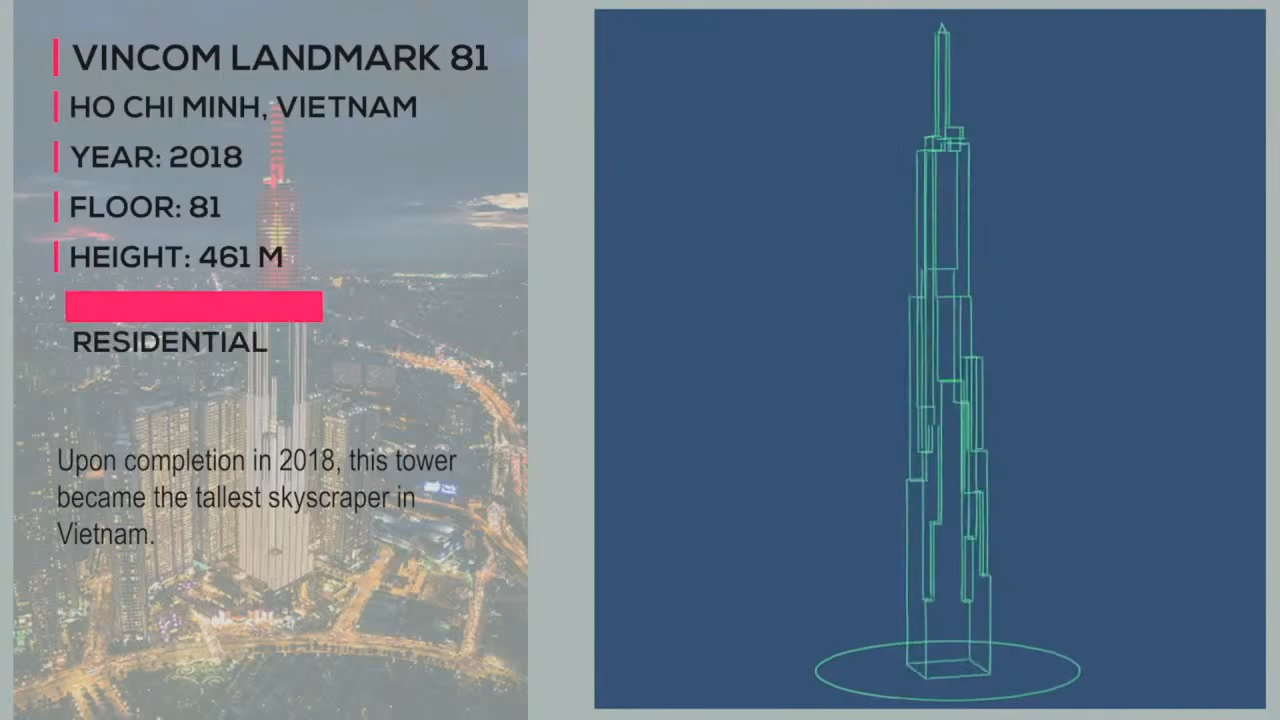 VINCOM LANDMARK 81
HO CHI MINH, VIETNAM
YEAR: 2018
FLOOR: 81
HEIGHT: 461 M
RESIDENTIAL
Upon completion in 2018, this tower
became the tallest skyscraper in
Vietnam.